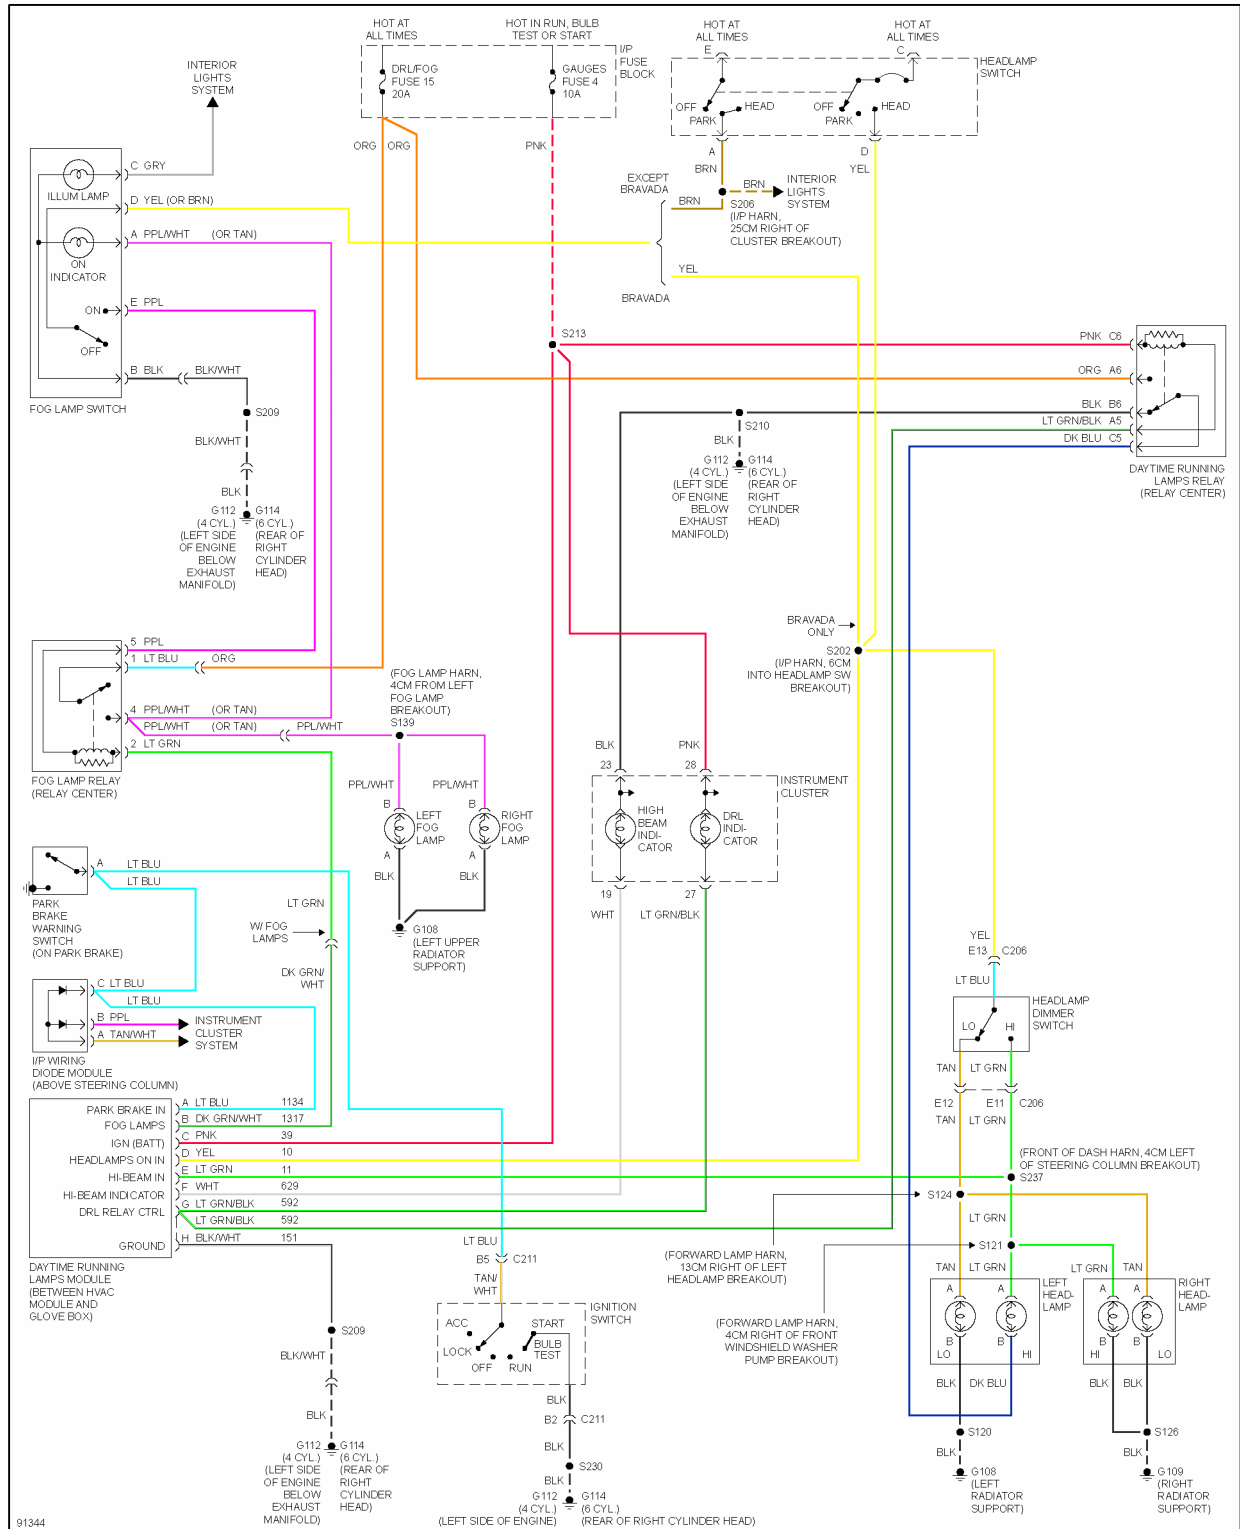 HOT AT
ALL TIMES
HOT IN RUN, BULB
TEST OR START
HOT AT
ALL TIMES
E
HOT AT
ALL TIMES
C
INTERIOR
LIGHTS
SYSTEM
DRL/FOG
FUSE 15
20A
GAUGES
FUSE 4
10A
I/P
FUSE
BLOCK
HEADLAMP
SWITCH
OFF
PARK
HEAD
OFF
PARK
HEAD
ORG
ORG
PNK
A
BRN
D
YEL
C GRY
ILLUM LAMP
D YEL (OR BRN)
A PPL/WHT (OR TAN)
ON
INDICATOR
E PPL
ON
OFF
B BLK
BLK/WHT
FOG LAMP SWITCH
S209
BLK/WHT
BLK
G112
(4 CYL.)
(LEFT SIDE
OF ENGINE
BELOW
EXHAUST
MANIFOLD)
G114
(6 CYL.)
(REAR OF
RIGHT
CYLINDER
HEAD)
EXCEPT
BRAVADA
BRN
BRN
INTERIOR
LIGHTS
SYSTEM
S206
(I/P HARN,
25CM RIGHT OF
CLUSTER BREAKOUT)
YEL
BRAVADA
S213
PNK C6
ORG A6
BLK B6
LT GRN/BLK A5
DK BLU C5
DAYTIME RUNNING
LAMPS RELAY
(RELAY CENTER)
S210
BLK
G112
(4 CYL.)
(LEFT SIDE
OF ENGINE
BELOW
EXHAUST
MANIFOLD)
G114
(6 CYL.)
(REAR OF
RIGHT
CYLINDER
HEAD)
BRAVADA
ONLY
S202
(I/P HARN, 6CM
INTO HEADLAMP SW
BREAKOUT)
5 PPL
1 LT BLU
ORG
4 PPL/WHT (OR TAN)
PPL/WHT (OR TAN)
PPL/WHT
2 LT GRN
FOG LAMP RELAY
(RELAY CENTER)
(FOG LAMP HARN,
4CM FROM LEFT
FOG LAMP
BREAKOUT)
S139
PPL/WHT
PPL/WHT
B
B
LEFT
FOG
LAMP
RIGHT
FOG
LAMP
A
A
BLK
BLK
G108
(LEFT UPPER
RADIATOR
SUPPORT)
BLK
PNK
23
28
INSTRUMENT
CLUSTER
HIGH
BEAM
INDI-
CATOR
DRL
INDI-
CATOR
19
27
WHT
LT GRN/BLK
A
LT BLU
LT BLU
PARK
BRAKE
WARNING
SWITCH
(ON PARK BRAKE)
LT GRN
W/ FOG
LAMPS
DK GRN/
WHT
C LT BLU
LT BLU
B PPL
A TAN/WHT
INSTRUMENT
CLUSTER
SYSTEM
I/P WIRING
DIODE MODULE
(ABOVE STEERING COLUMN)
YEL
E13
C206
LT BLU
HEADLAMP
DIMMER
SWITCH
LO
HI
TAN
LT GRN
E12
E11
C206
TAN
LT GRN
PARK BRAKE IN
A LT BLU 1134
FOG LAMPS
B DK GRN/WHT 1317
IGN (BATT)
C PNK 39
HEADLAMPS ON IN
D YEL 10
HI-BEAM IN
E LT GRN 11
HI-BEAM INDICATOR
F WHT 629
DRL RELAY CTRL
G LT GRN/BLK 592
LT GRN/BLK 592
GROUND
H BLK/WHT 151
DAYTIME RUNNING
LAMPS MODULE
(BETWEEN HVAC
MODULE AND
GLOVE BOX)
(FRONT OF DASH HARN, 4CM LEFT
OF STEERING COLUMN BREAKOUT)
S237
S124
LT GRN
S121
(FORWARD LAMP HARN,
13CM RIGHT OF LEFT
HEADLAMP BREAKOUT)
(FORWARD LAMP HARN,
4CM RIGHT OF FRONT
WINDSHIELD WASHER
PUMP BREAKOUT)
TAN
LT GRN
LT GRN
TAN
A
A
LEFT
HEAD-
LAMP
A
A
RIGHT
HEAD-
LAMP
B
LO
B
HI
B
HI
B
LO
BLK
DK BLU
BLK
BLK
S120
BLK
G108
(LEFT
RADIATOR
SUPPORT)
S126
BLK
G109
(RIGHT
RADIATOR
SUPPORT)
S209
BLK/WHT
BLK
G112
(4 CYL.)
(LEFT SIDE
OF ENGINE
BELOW
EXHAUST
MANIFOLD)
G114
(6 CYL.)
(REAR OF
RIGHT
CYLINDER
HEAD)
LT BLU
B5
C211
TAN/
WHT
IGNITION
SWITCH
ACC
LOCK
OFF
RUN
START
BULB
TEST
BLK
B2
C211
BLK
S230
BLK
G112
(4 CYL.)
(LEFT SIDE OF ENGINE)
G114
(6 CYL.)
(REAR OF RIGHT CYLINDER HEAD)
91344